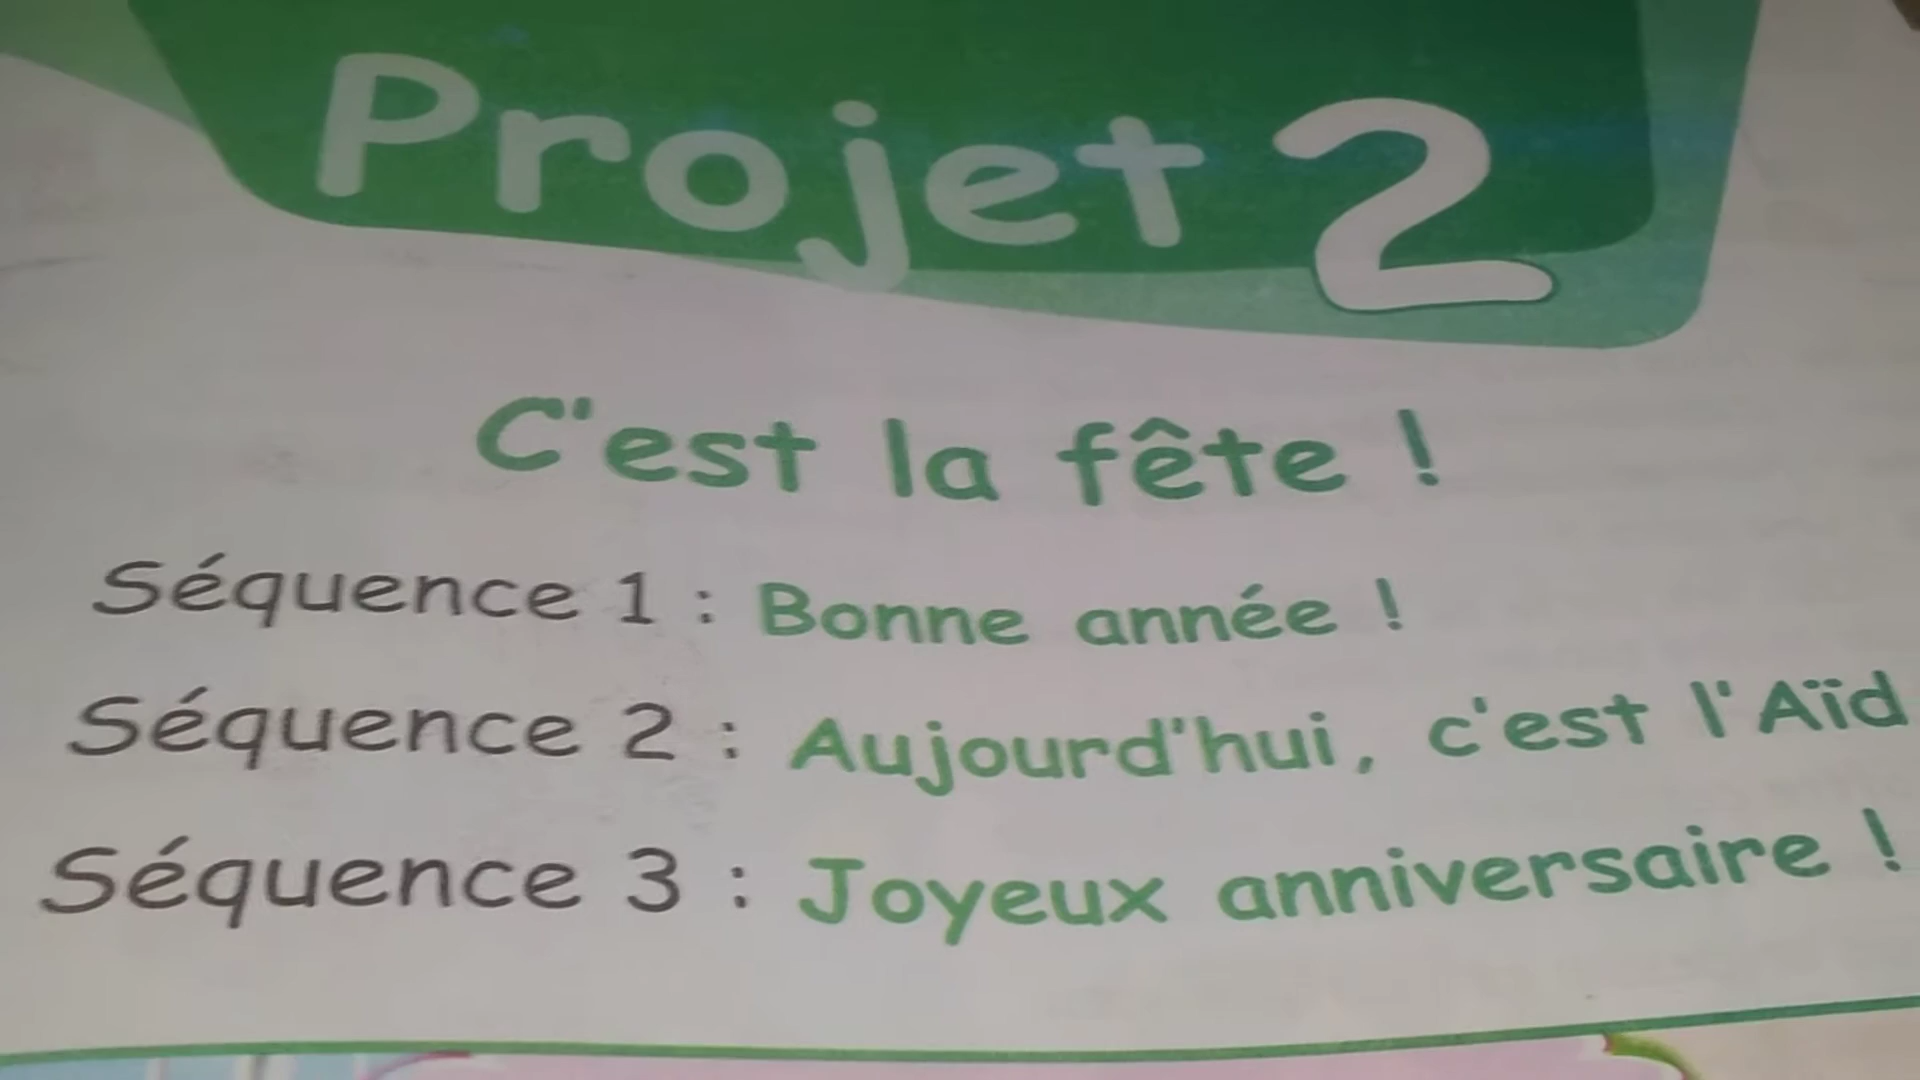 Projet 2
C'est la fête !
Séquence 1 : Bonne année !
Séquence 2 : Aujourd'hui, c'est l'Aïd
Séquence 3 : Joyeux anniversaire !